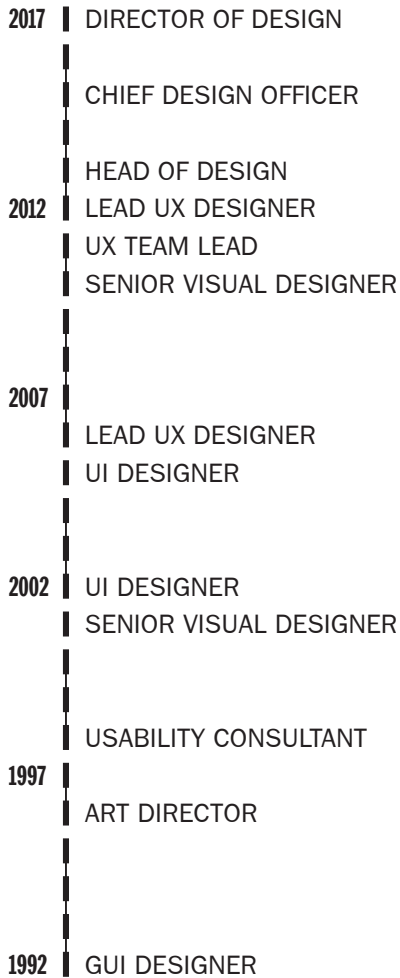 2017 DIRECTOR OF DESIGN
CHIEF DESIGN OFFICER
HEAD OF DESIGN
2012 LEAD UX DESIGNER
UX TEAM LEAD
SENIOR VISUAL DESIGNER
2007
LEAD UX DESIGNER
UI DESIGNER
2002 UI DESIGNER
SENIOR VISUAL DESIGNER
USABILITY CONSULTANT
1997
ART DIRECTOR
1992 GUI DESIGNER